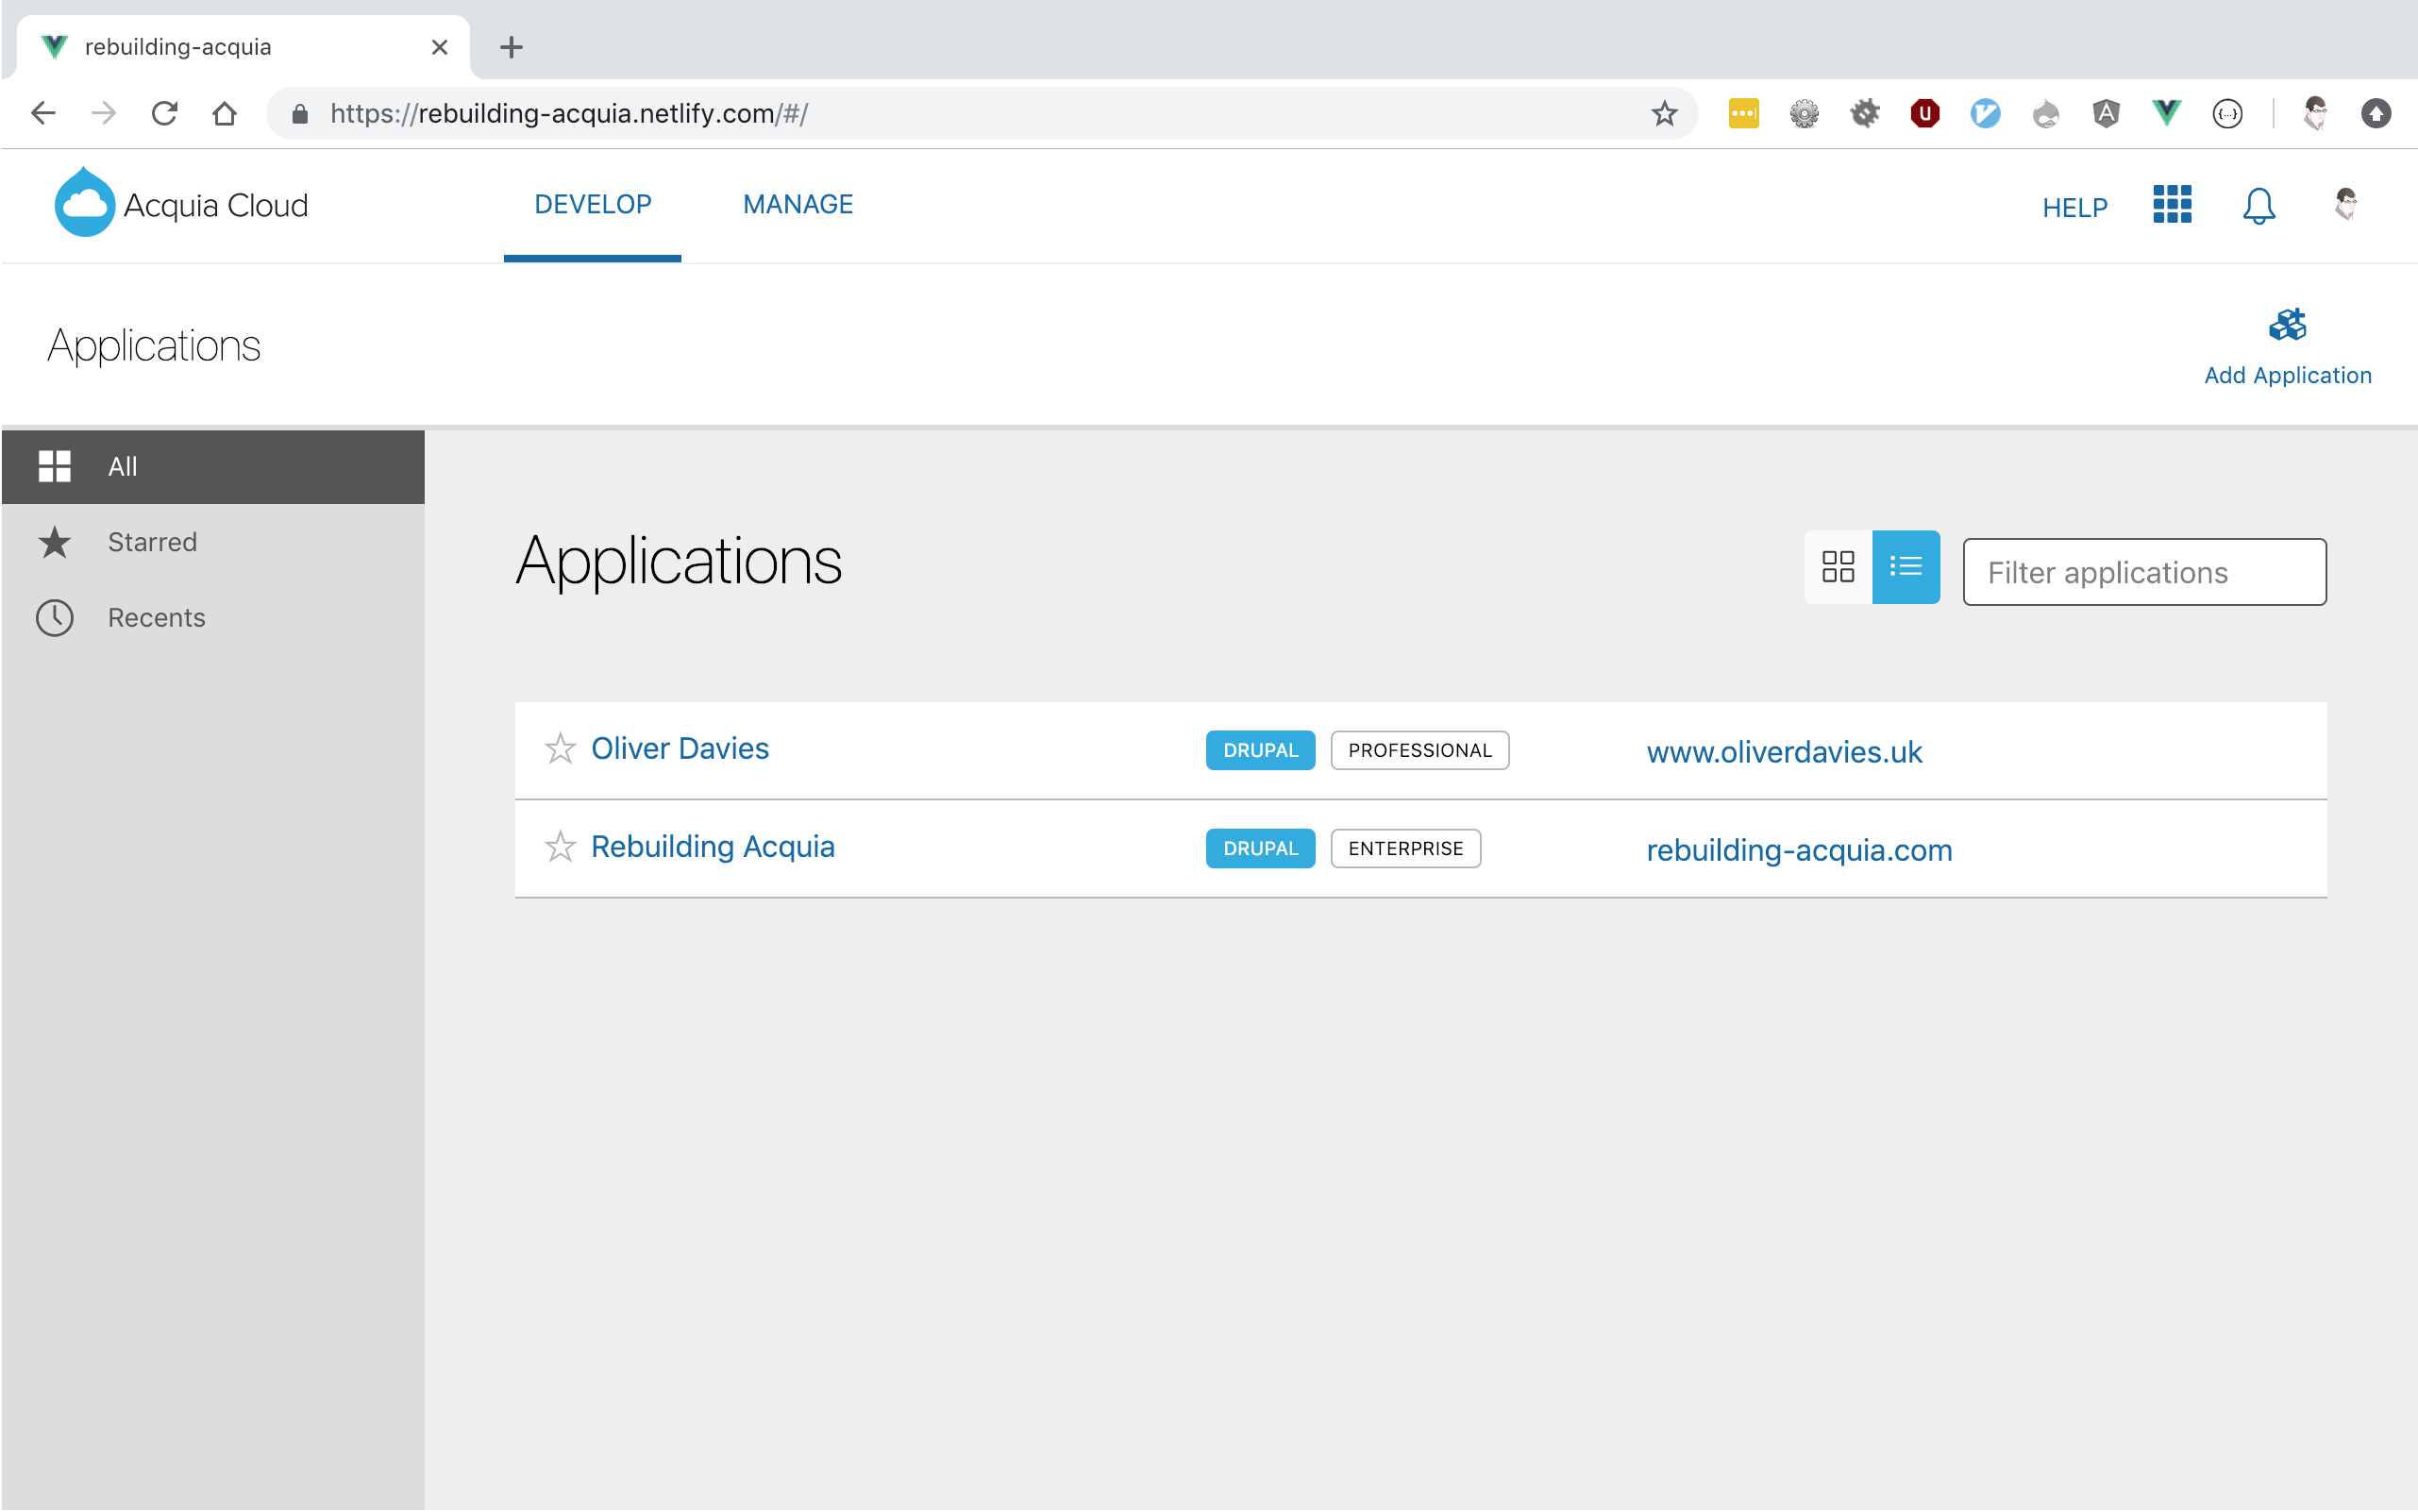 rebuilding-acquia
https://rebuilding-acquia.netlify.com/#/
Acquia Cloud
DEVELOP
MANAGE
HELP
Applications
Add Application
All
Starred
Recents
Applications
Filter applications
Oliver Davies
DRUPAL
PROFESSIONAL
www.oliverdavies.uk
Rebuilding Acquia
DRUPAL
ENTERPRISE
rebuilding-acquia.com